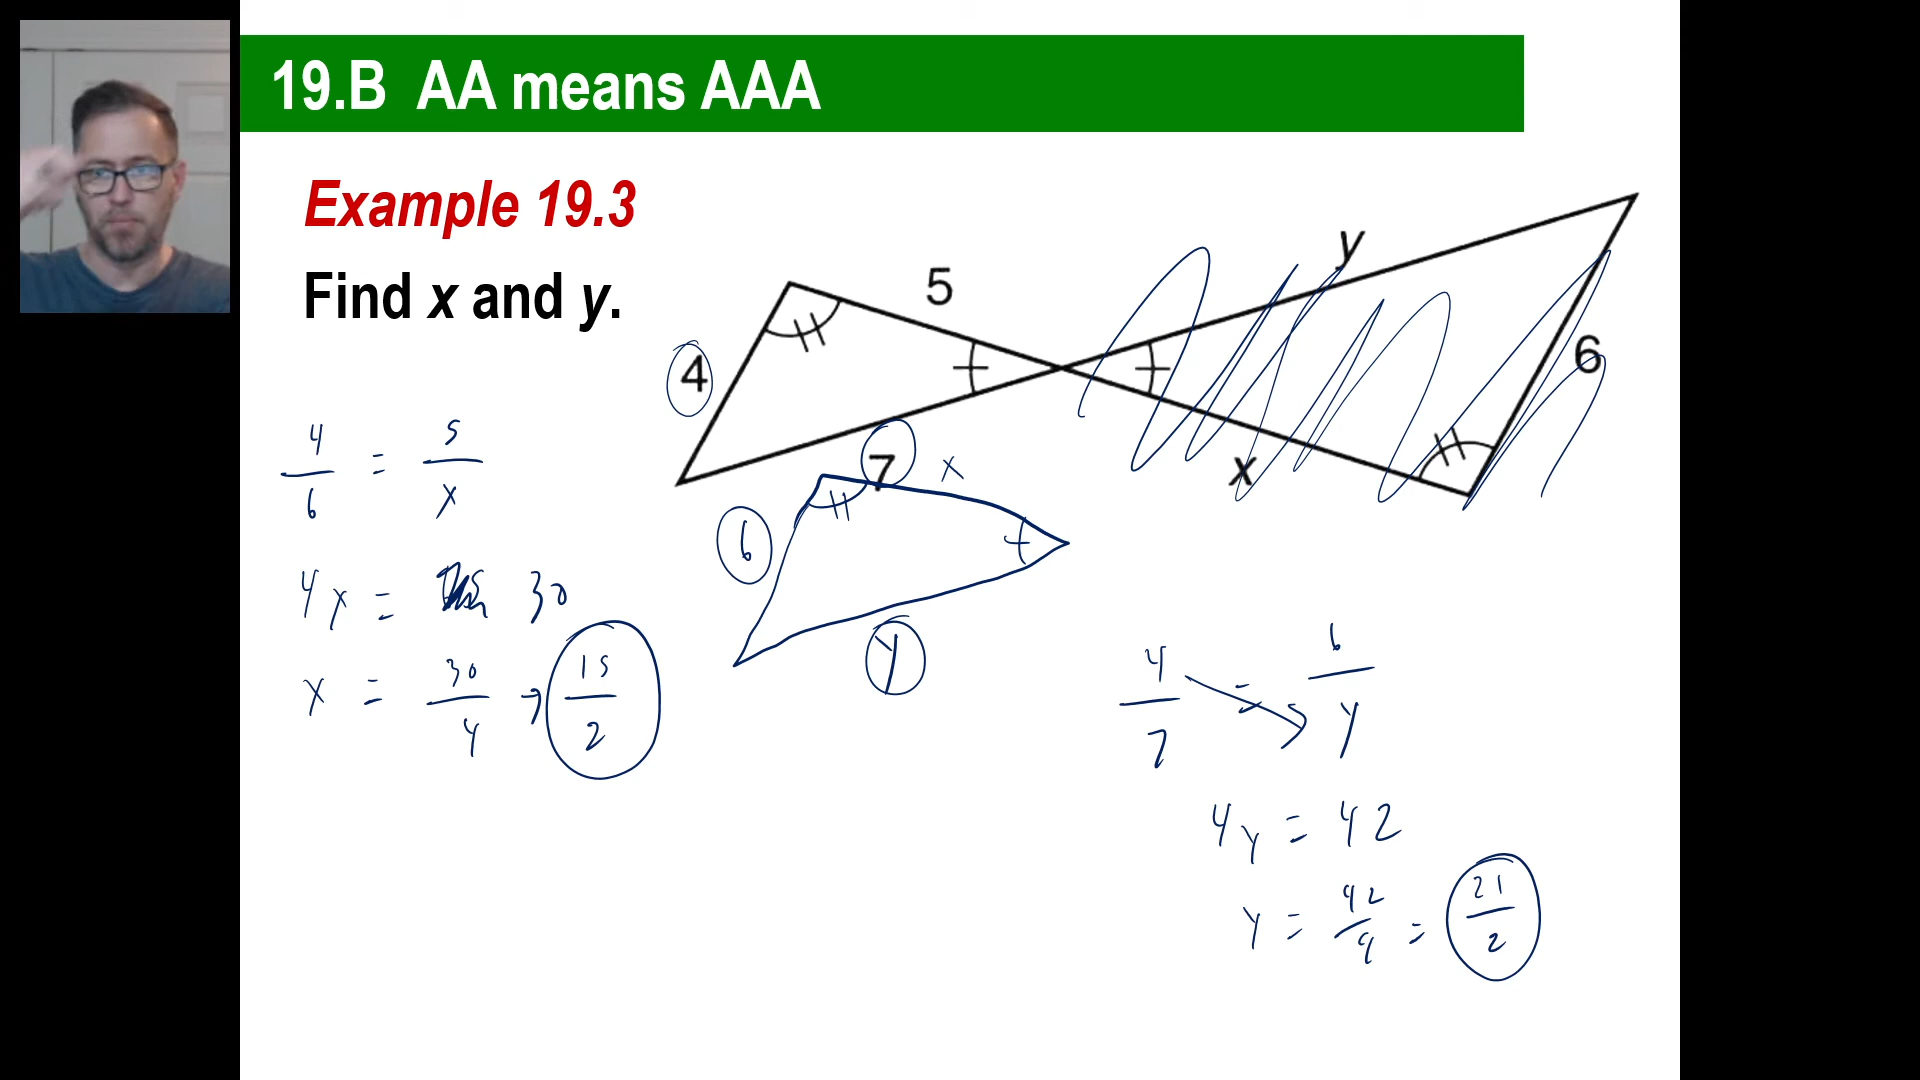 19.B AA means AAA
Example 19.3
Find x and y.
5
y
4
6
7
x
x
6
y
4/6 = 5/x
4x = 30
x = 30/4 → 15/2
4/7 = 6/y
4y = 42
y = 42/4 = 21/2